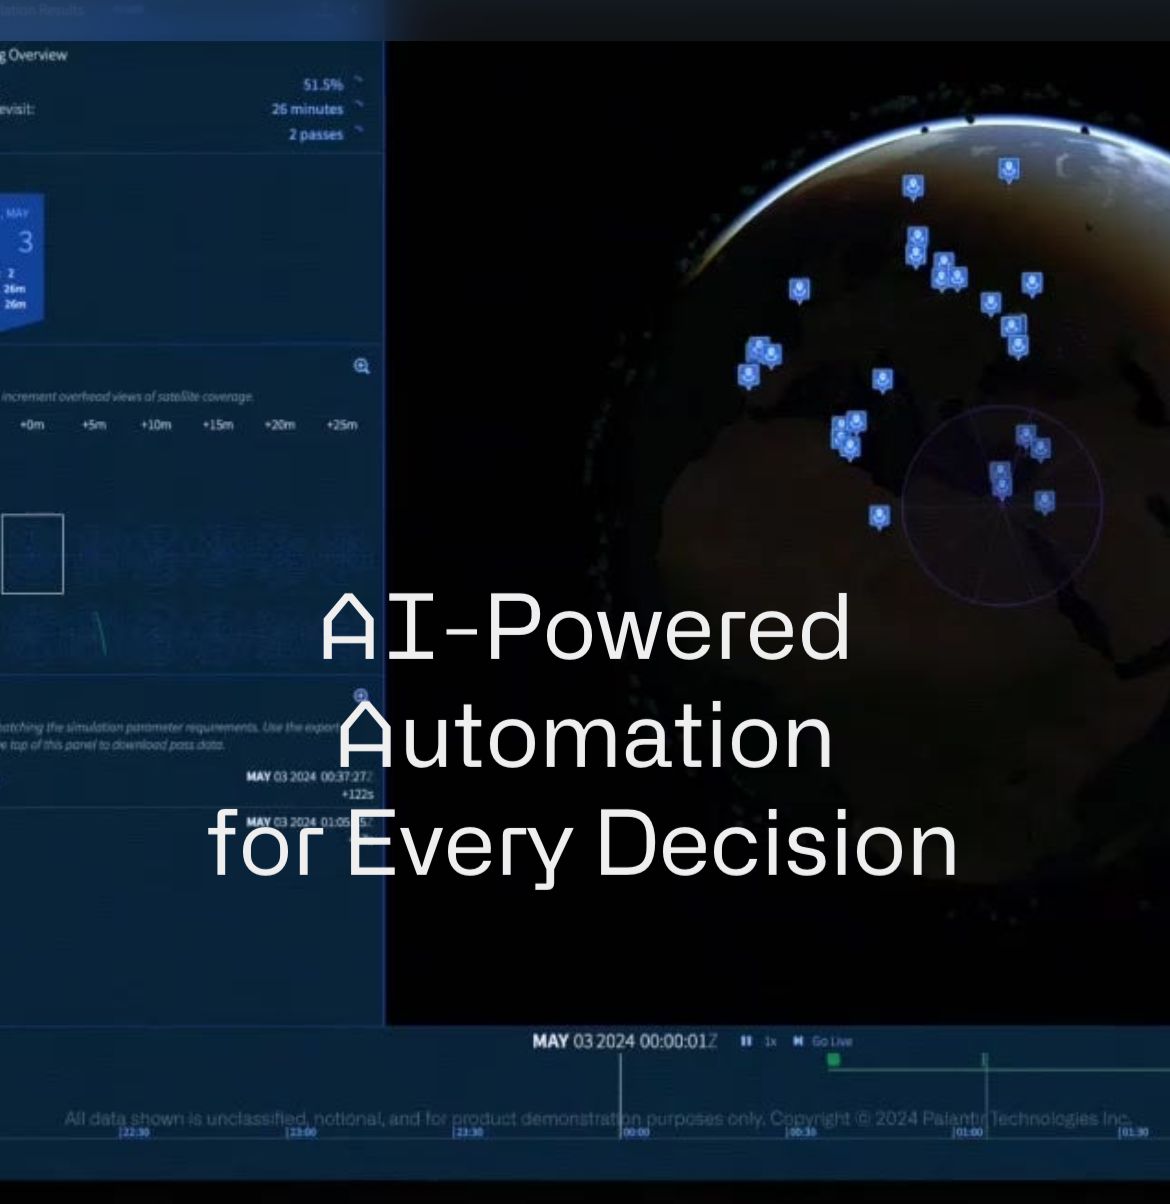 lation Results
g Overview
51.5%
evisit:
26 minutes
2 passes
, MAY
3
2
26m
26m
increment overhead views of satellite coverage.
+0m +5m +10m +15m +20m +25m
AI-Powered
Automation
for Every Decision
atching the simulation parameter requirements. Use the export
e top of this panel to download pass data.
MAY 03 2024 00:37:27Z
+122s
MAY 03 2024 01:05
MAY 03 2024 00:00:01Z 1x Go Live
All data shown is unclassified, notional, and for product demonstration purposes only. Copyright © 2024 Palantir Technologies Inc.
22:30 23:00 23:30 00:00 00:30 01:00 01:30